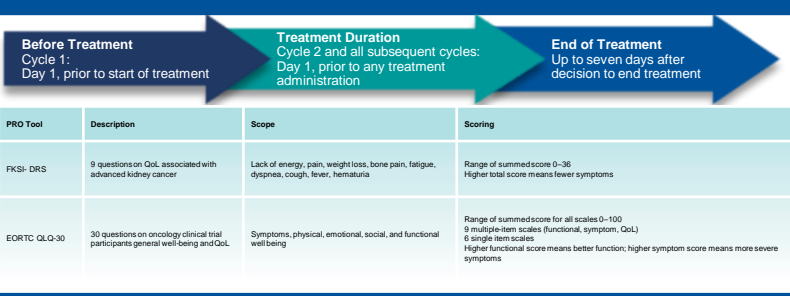 Before Treatment
Cycle 1:
Day 1, prior to start of treatment
Treatment Duration
Cycle 2 and all subsequent cycles:
Day 1, prior to any treatment
administration
End of Treatment
Up to seven days after
decision to end treatment
PRO Tool Description Scope Scoring
FKSI- DRS
9 questions on QoL associated with
advanced kidney cancer
Lack of energy, pain, weight loss, bone pain, fatigue,
dyspnea, cough, fever, hematuria
Range of summed score 0–36
Higher total score means fewer symptoms
EORTC QLQ-30
30 questions on oncology clinical trial
participants general well-being and QoL
Symptoms, physical, emotional, social, and functional
well being
Range of summed score for all scales 0–100
9 multiple-item scales (functional, symptom, QoL)
6 single item scales
Higher functional score means better function; higher symptom score means more severe
symptoms